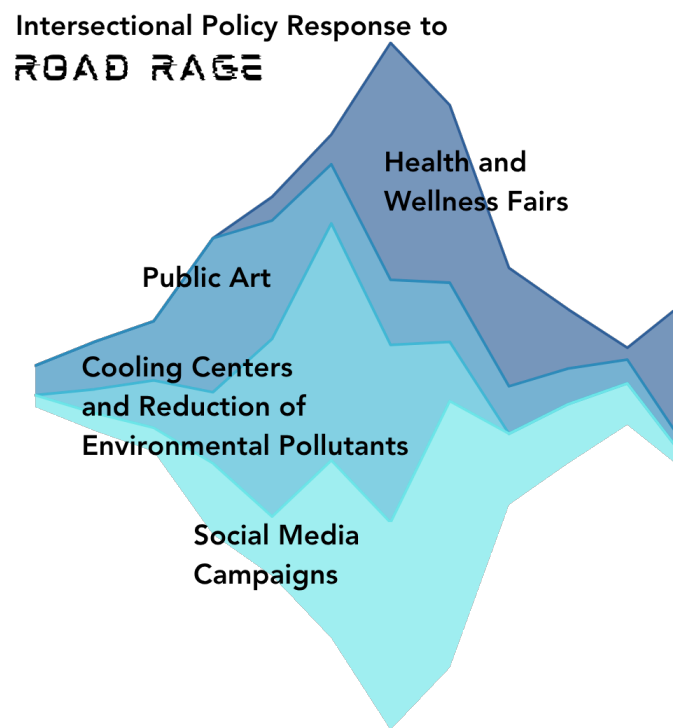 Intersectional Policy Response to
ROAD RAGE
Health and
Wellness Fairs
Public Art
Cooling Centers
and Reduction of
Environmental Pollutants
Social Media
Campaigns